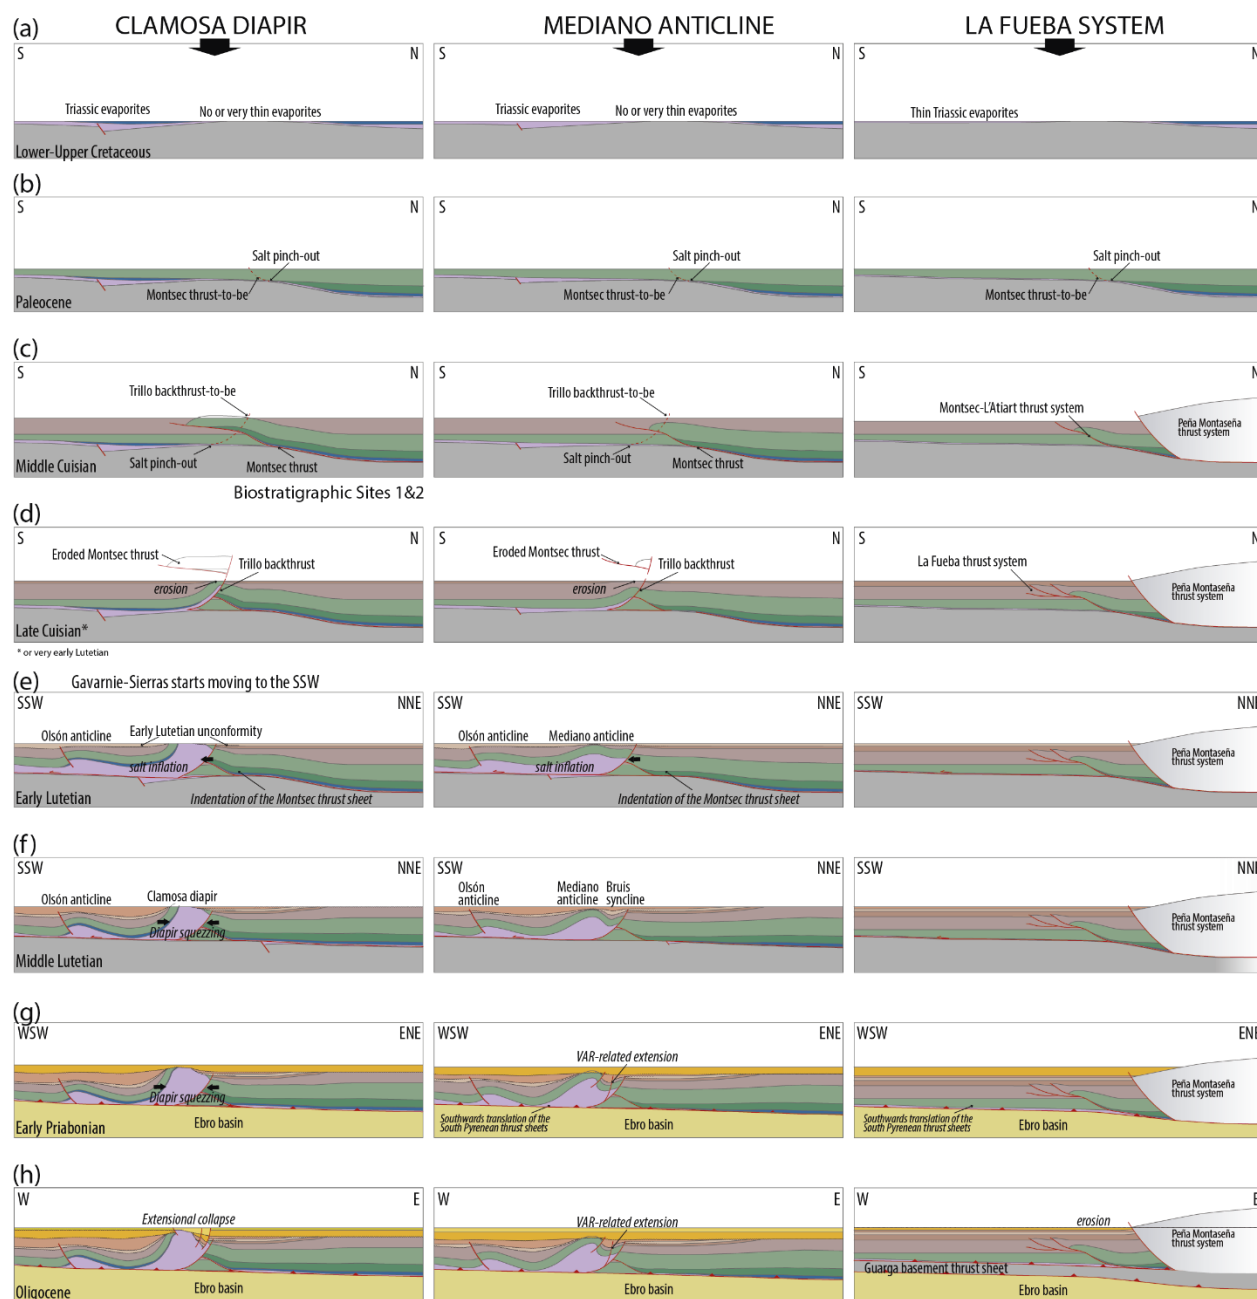 (a) CLAMOSA DIAPIR MEDIANO ANTICLINE LA FUEBA SYSTEM
S N S N S N
Triassic evaporites No or very thin evaporites Triassic evaporites No or very thin evaporites Thin Triassic evaporites
Lower-Upper Cretaceous
(b)
S N S N S N
Salt pinch-out Salt pinch-out Salt pinch-out
Montsec thrust-to-be Montsec thrust-to-be Montsec thrust-to-be
Paleocene
(c)
S N S N S N
Trillo backthrust-to-be Trillo backthrust-to-be Montsec-L'Atiart thrust system
Peña Montaseña
thrust system
Salt pinch-out Montsec thrust Salt pinch-out Montsec thrust
Middle Cuisian
Biostratigraphic Sites 1&2
(d)
S N S N S N
Eroded Montsec thrust Trillo backthrust Eroded Montsec thrust Trillo backthrust La Fueba thrust system
erosion erosion
Peña Montaseña
thrust system
Late Cuisian*
* or very early Lutetian
(e) Gavarnie-Sierras starts moving to the SSW
SSW NNE SSW NNE SSW NNE
Olsón anticline Early Lutetian unconformity Olsón anticline Mediano anticline
Peña Montaseña
thrust system
salt inflation salt inflation
Indentation of the Montsec thrust sheet Indentation of the Montsec thrust sheet
Early Lutetian
(f)
SSW NNE SSW NNE SSW NNE
Olsón anticline Clamosa diapir
Olsón
anticline
Mediano
anticline
Bruis
syncline
Peña Montaseña
thrust system
Diapir squezzing
Middle Lutetian
(g)
WSW ENE WSW ENE WSW ENE
VAR-related extension
Peña Montaseña
thrust system
Diapir squezzing
Southwards translation of the
South Pyrenean thrust sheets
Southwards translation of the
South Pyrenean thrust sheets
Early Priabonian Ebro basin Ebro basin Ebro basin
(h)
W E W E W E
Extensional collapse VAR-related extension erosion
Peña Montaseña
thrust system
Guarga basement thrust sheet
Oligocene Ebro basin Ebro basin Ebro basin